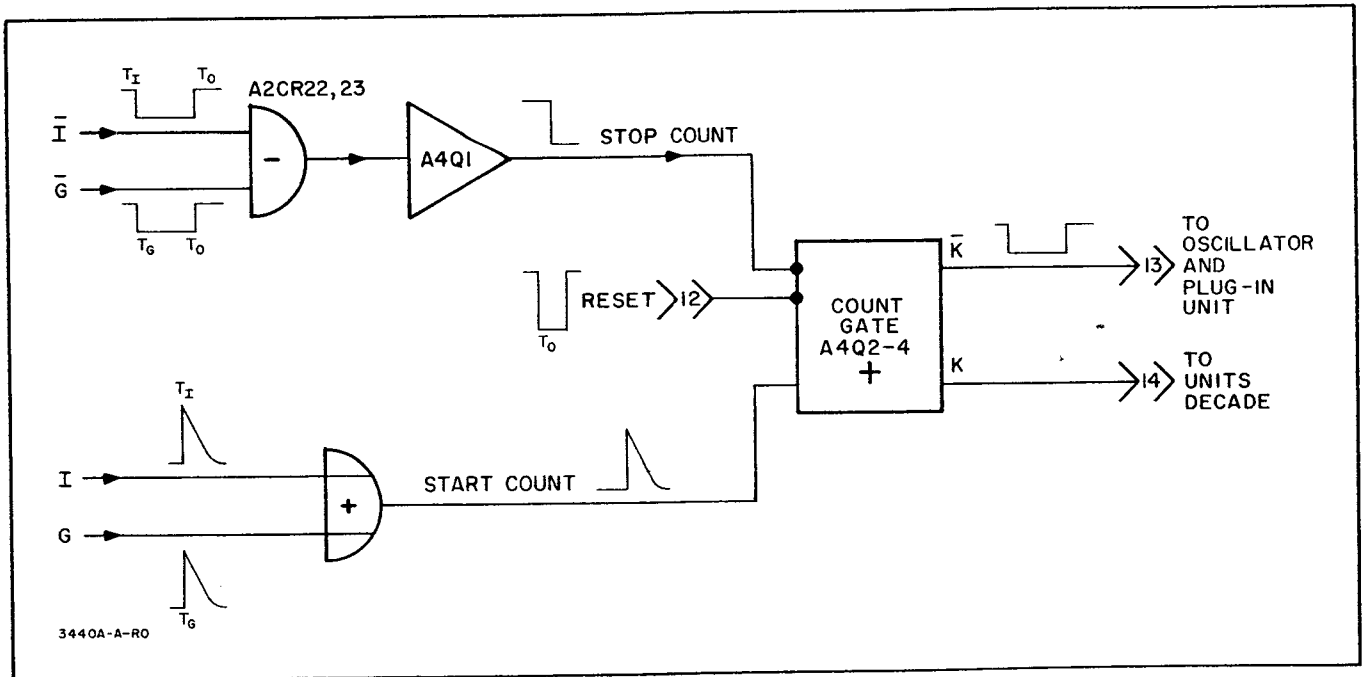 T_I T_O
A2CR22,23
Ī
-
Ḡ
T_G T_O
A4Q1
STOP COUNT
RESET 12
T_O
COUNT
GATE
A4Q2-4
+
K̄
13
TO
OSCILLATOR
AND
PLUG-IN
UNIT
K
14
TO
UNITS
DECADE
T_I
I
+
G
T_G
START COUNT
3440A-A-RO